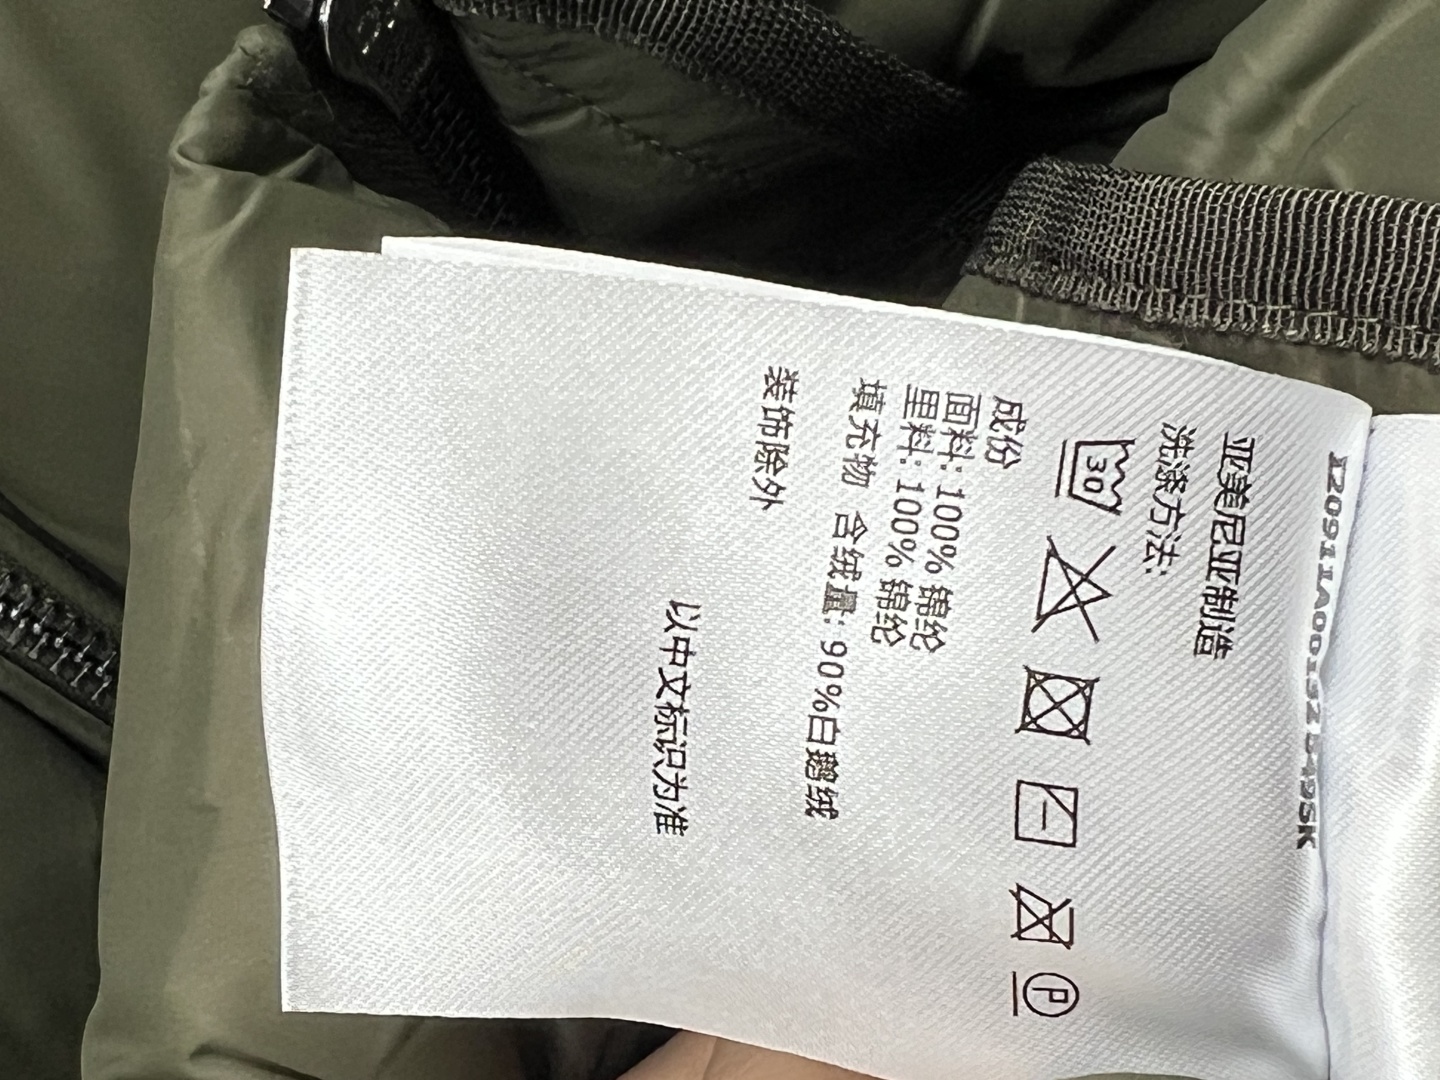 亚美尼亚制造
洗涤方法:
30
P
成份
面料: 100% 锦纶
里料: 100% 锦纶
填充物 含绒量: 90%白鹅绒
装饰除外
以中文标识为准